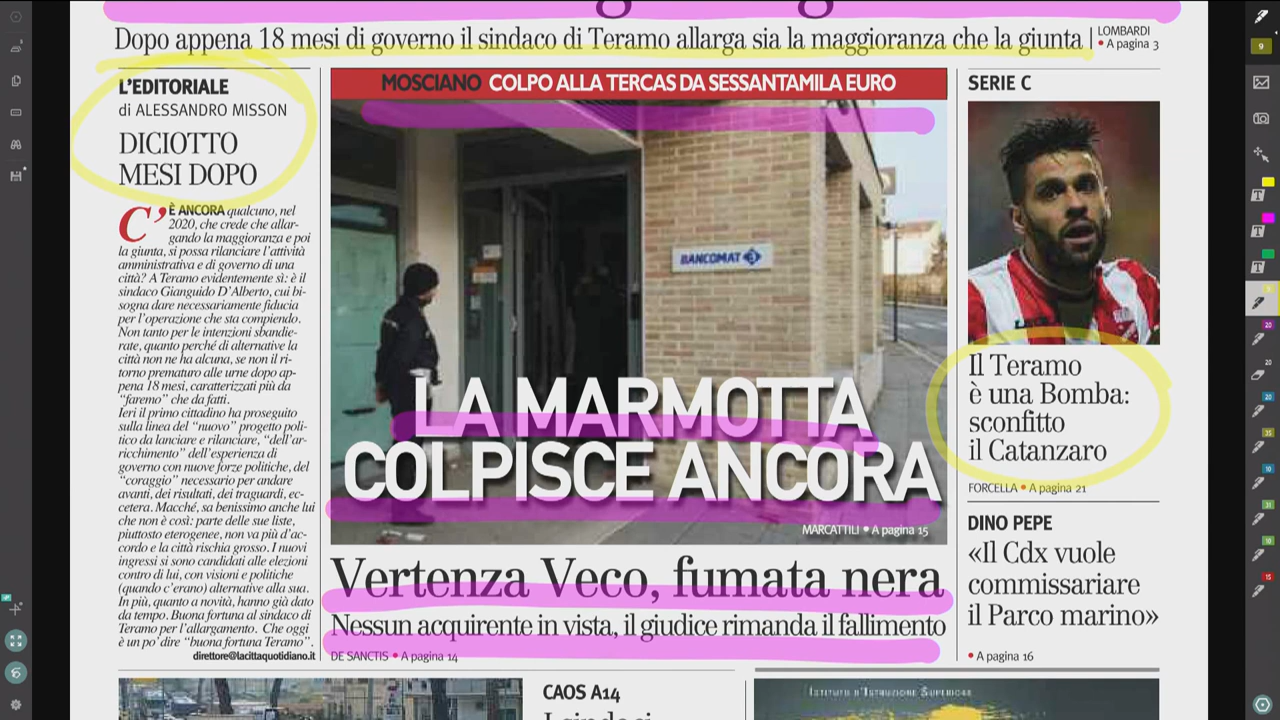 Dopo appena 18 mesi di governo il sindaco di Teramo allarga sia la maggioranza che la giunta |
LOMBARDI
• A pagina 3
L'EDITORIALE
di ALESSANDRO MISSON
DICIOTTO
MESI DOPO
C'È ANCORA qualcuno, nel
2020, che crede che allar-
gando la maggioranza e poi
la giunta, si possa rilanciare l'attività
amministrativa e di governo di una
città? A Teramo evidentemente sì: è il
sindaco Gianguido D'Alberto, cui bi-
sogna dare necessariamente fiducia
per l'operazione che sta compiendo.
Non tanto per le intenzioni sbandie-
rate, quanto perché di alternative la
città non ne ha alcuna, se non il ri-
torno prematuro alle urne dopo ap-
pena 18 mesi, caratterizzati più da
“faremo” che da fatti.
Ieri il primo cittadino ha proseguito
sulla linea del “nuovo” progetto poli-
tico da lanciare e rilanciare, “dell'ar-
ricchimento” dell'esperienza di
governo con nuove forze politiche, del
“coraggio” necessario per andare
avanti, dei risultati, dei traguardi, ec-
cetera. Macché, sa benissimo anche lui
che non è così: parte delle sue liste,
piuttosto eterogenee, non va più d'ac-
cordo e la città rischia grosso. I nuovi
ingressi si sono candidati alle elezioni
contro di lui, con visioni e politiche
(quando c'erano) alternative alla sua.
In più, quanto a novità, hanno già dato
da tempo. Buona fortuna al sindaco di
Teramo per l'allargamento. Che oggi
è un po' dire “buona fortuna Teramo”.
direttore@lacittaquotidiano.it
MOSCIANO COLPO ALLA TERCAS DA SESSANTAMILA EURO
BANCOMAT
LA MARMOTTA
COLPISCE ANCORA
MARCATTILI • A pagina 15
Vertenza Veco, fumata nera
Nessun acquirente in vista, il giudice rimanda il fallimento
DE SANCTIS • A pagina 14
SERIE C
Il Teramo
è una Bomba:
sconfitto
il Catanzaro
FORCELLA • A pagina 21
DINO PEPE
«Il Cdx vuole
commissariare
il Parco marino»
• A pagina 16
CAOS A14
I sindaci
ISTITUTO D'ISTRUZIONE SUPERIORE